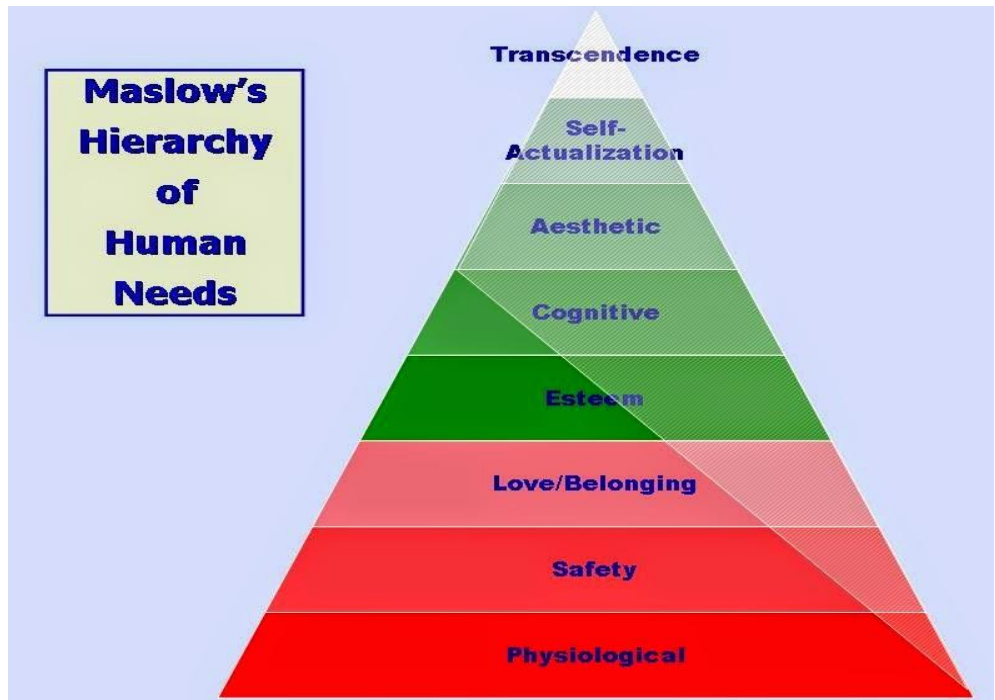 Maslow's
Hierarchy
of
Human
Needs
Transcendence
Self-
Actualization
Aesthetic
Cognitive
Esteem
Love/Belonging
Safety
Physiological